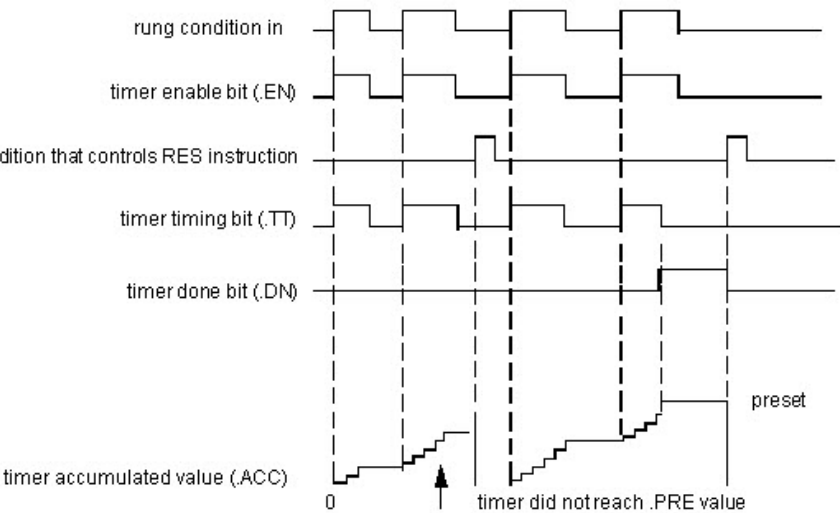 rung condition in
timer enable bit (.EN)
dition that controls RES instruction
timer timing bit (.TT)
timer done bit (.DN)
preset
timer accumulated value (.ACC)
0
timer did not reach .PRE value